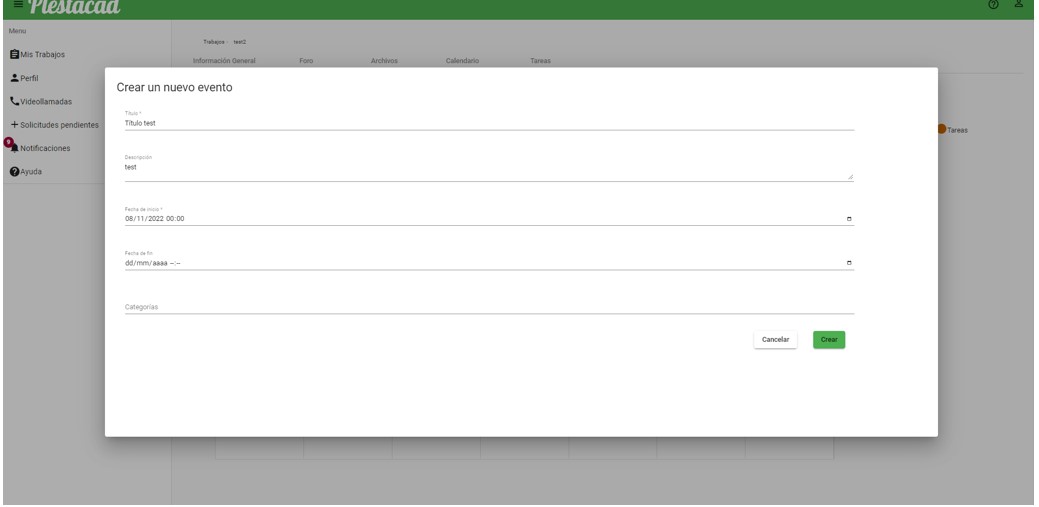 Plestacad
Menu
Mis Trabajos
Perfil
Videollamadas
Solicitudes pendientes
9
Notificaciones
Ayuda
Trabajos - test2
Información General Foro Archivos Calendario Tareas
Tareas
Crear un nuevo evento
Título *
Título test
Descripción
test
Fecha de inicio *
08/11/2022 00:00
Fecha de fin
dd/mm/aaaa --:--
Categorías
Cancelar Crear